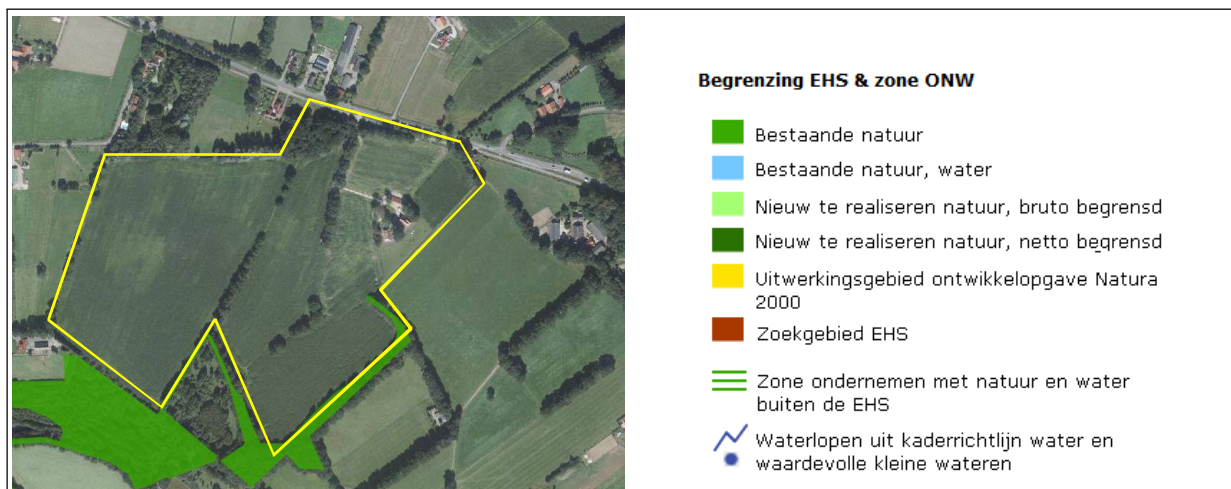 Begrenzing EHS & zone ONW
Bestaande natuur
Bestaande natuur, water
Nieuw te realiseren natuur, bruto begrensd
Nieuw te realiseren natuur, netto begrensd
Uitwerkingsgebied ontwikkelopgave Natura
2000
Zoekgebied EHS
Zone ondernemen met natuur en water
buiten de EHS
Waterlopen uit kaderrichtlijn water en
waardevolle kleine wateren